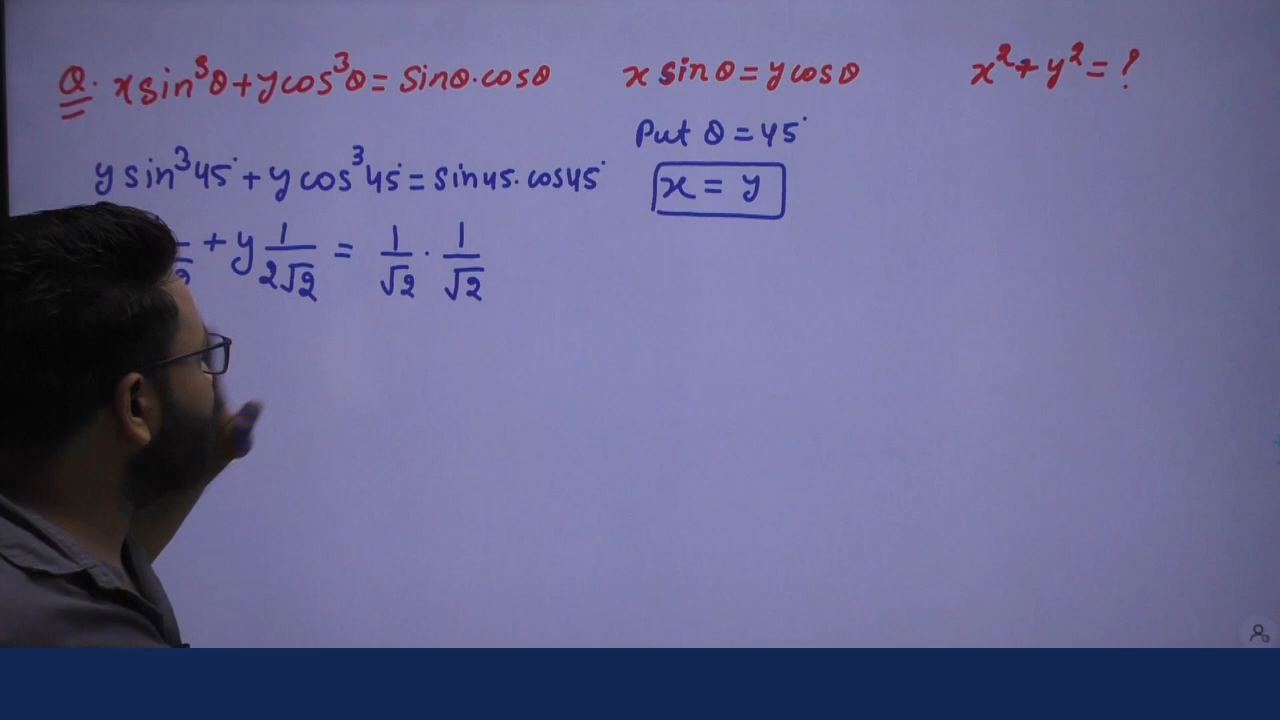 Q. x sin³θ + y cos³θ = sinθ·cosθ x sinθ = y cosθ x² + y² = ?
Put θ = 45°
y sin³45° + y cos³45° = sin45·cos45° x = y
+ y 1/2√2 = 1/√2 · 1/√2